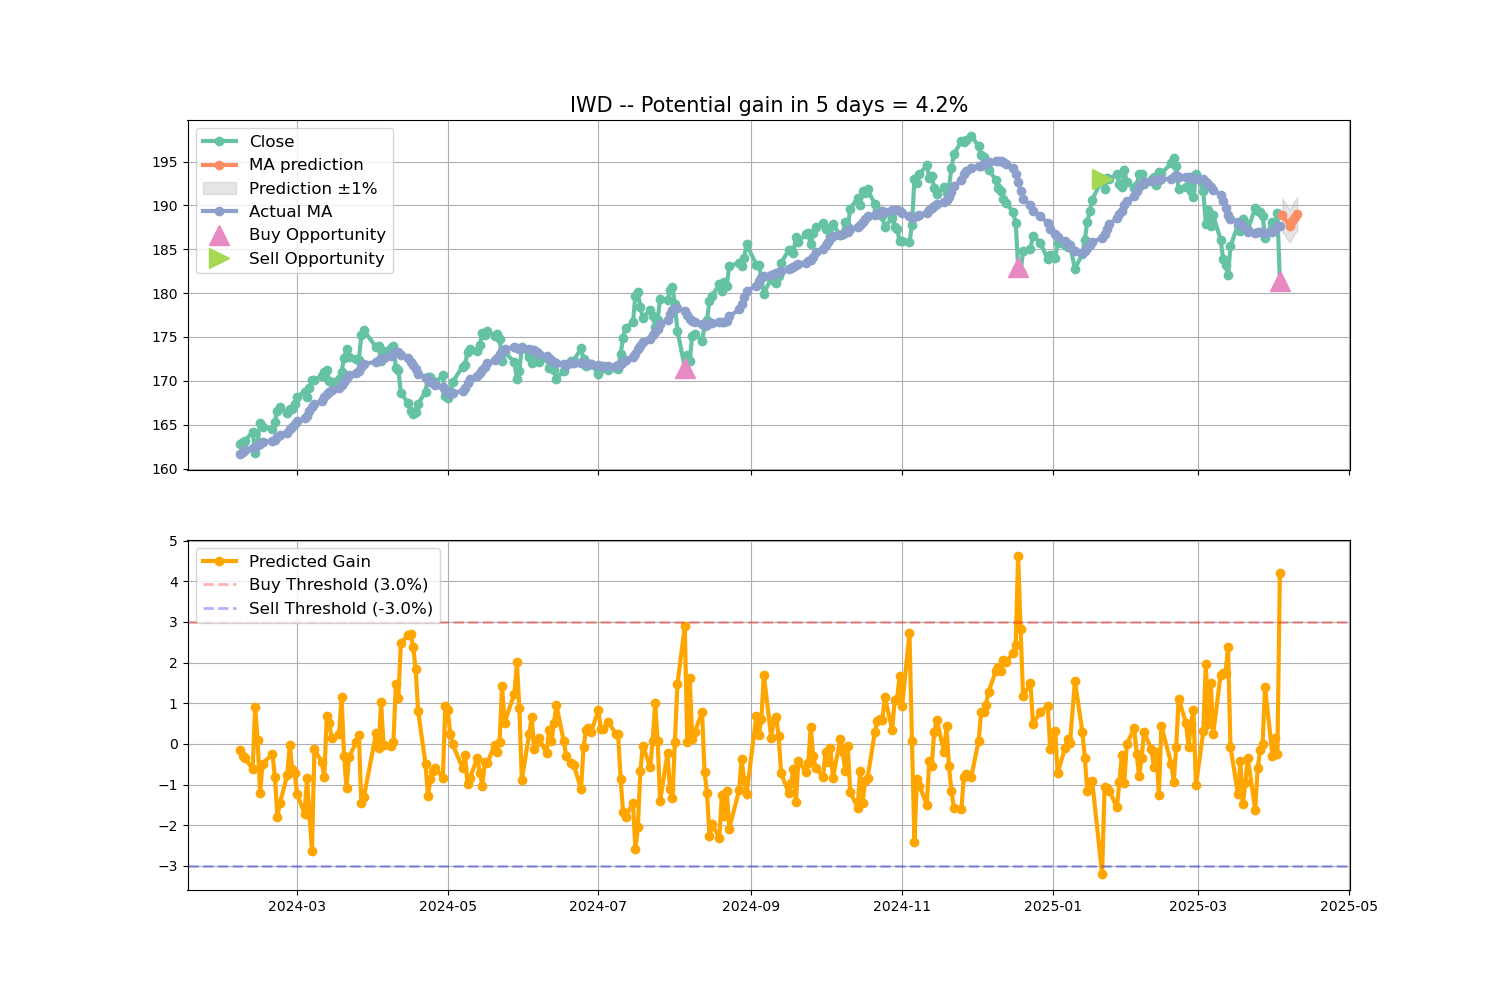 IWD -- Potential gain in 5 days = 4.2%
Close
MA prediction
Prediction ±1%
Actual MA
Buy Opportunity
Sell Opportunity
195
190
185
180
175
170
165
160
Predicted Gain
Buy Threshold (3.0%)
Sell Threshold (-3.0%)
5
4
3
2
1
0
−1
−2
−3
2024-03 2024-05 2024-07 2024-09 2024-11 2025-01 2025-03 2025-05